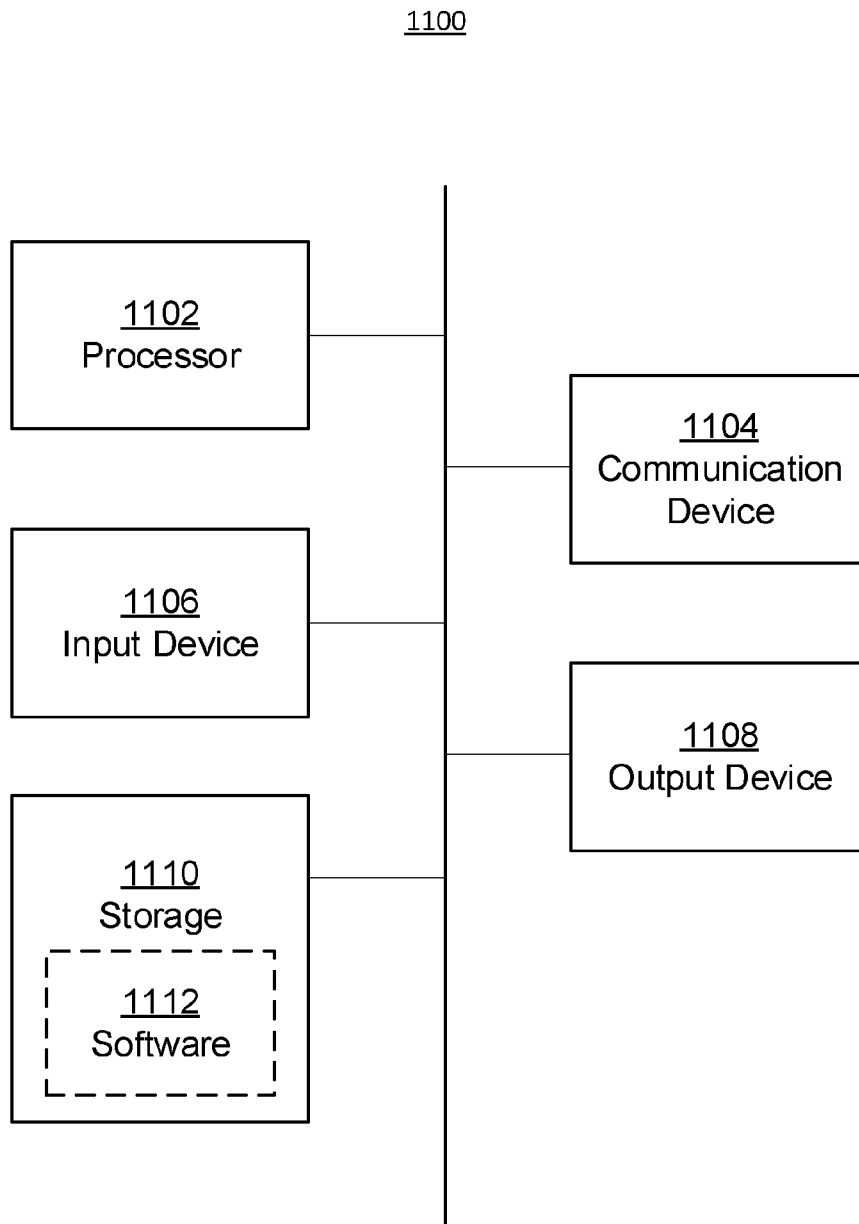 1100
1102
Processor
1104
Communication
Device
1106
Input Device
1108
Output Device
1110
Storage
1112
Software